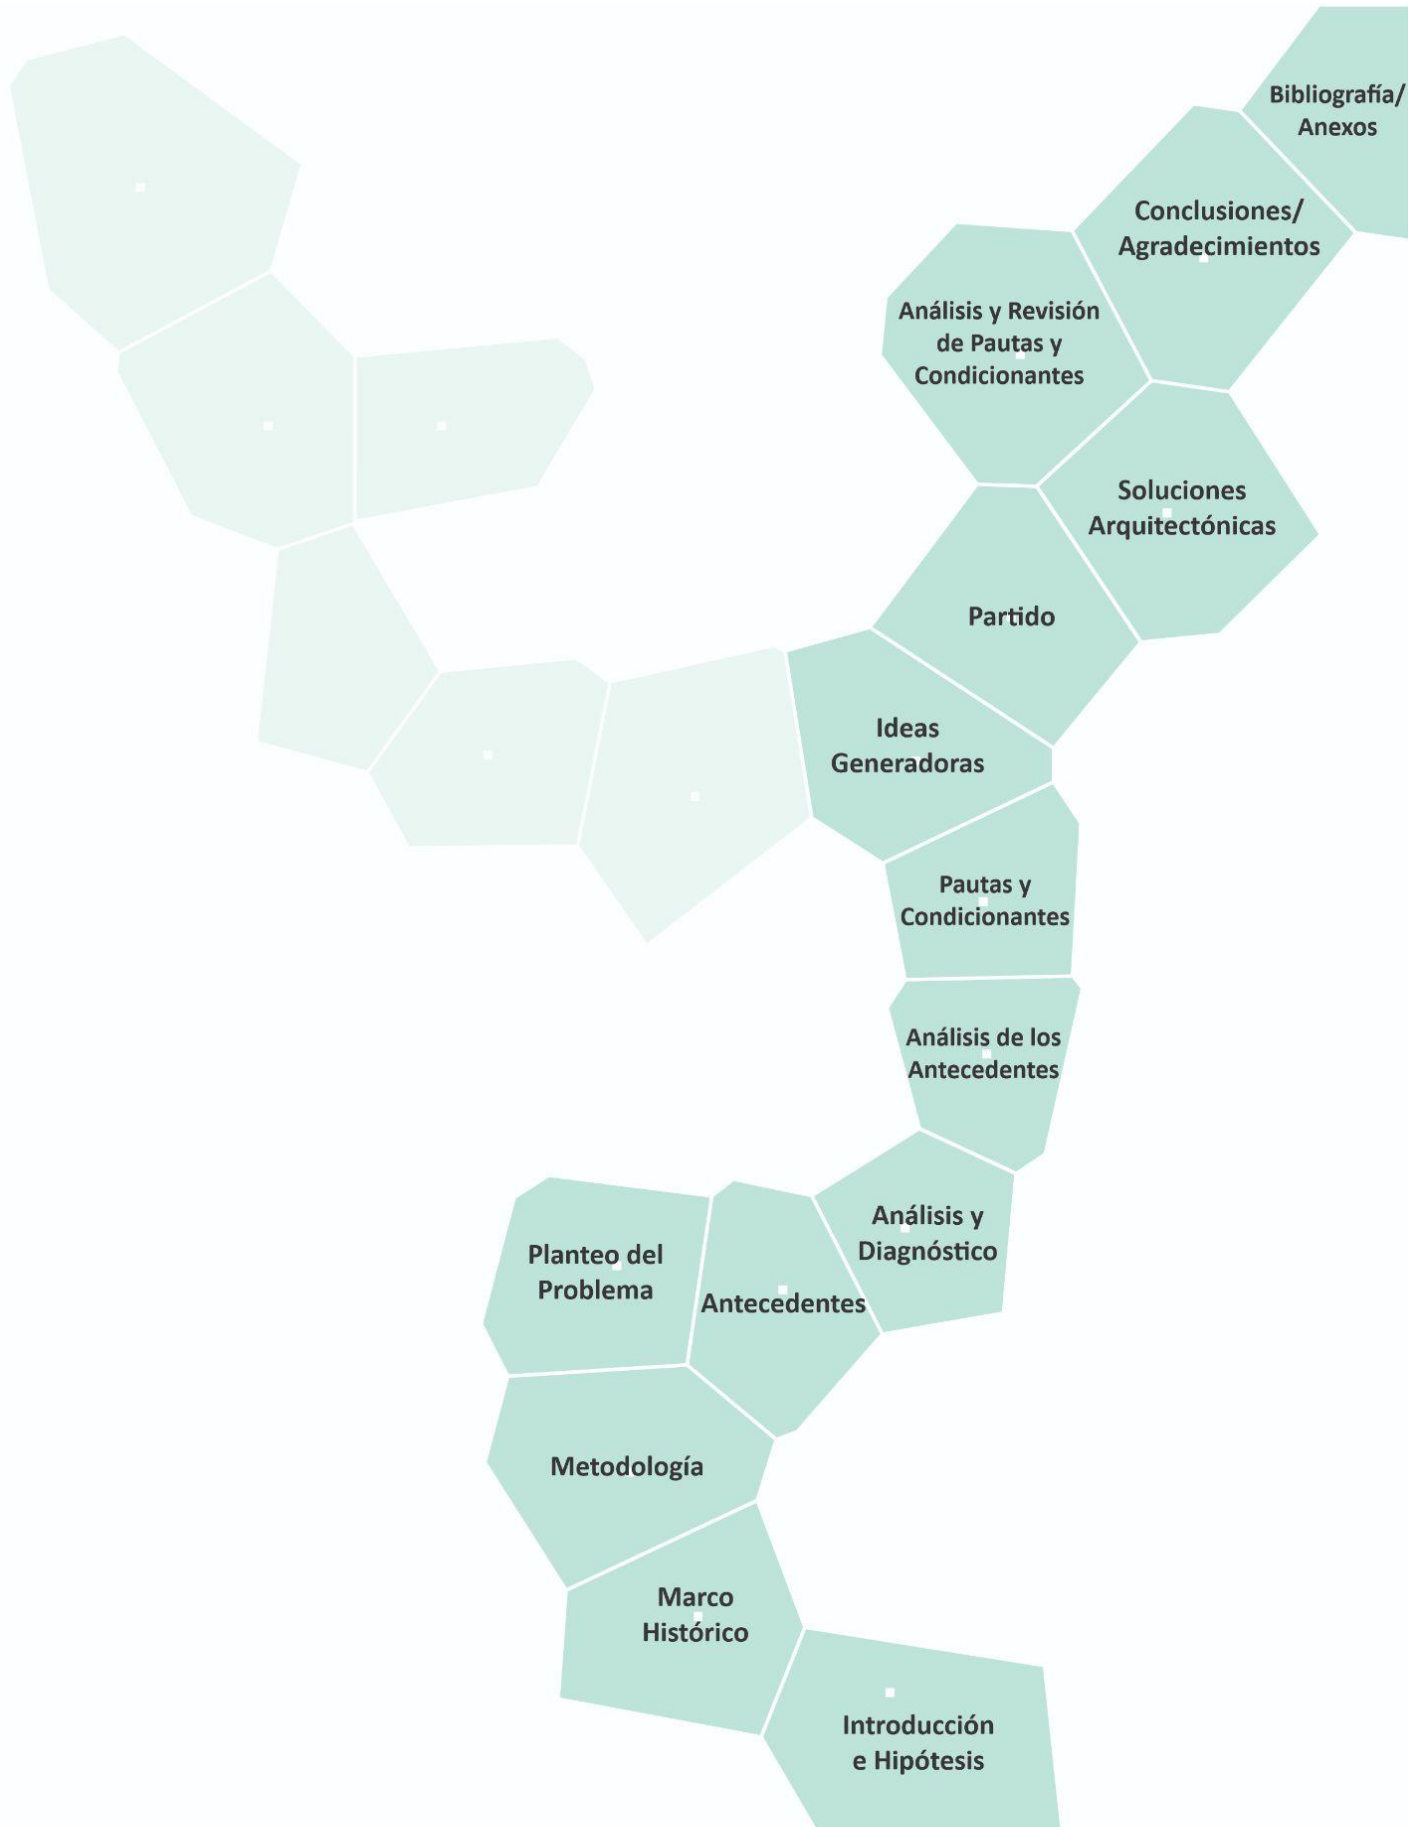 Bibliografía/
Anexos
Conclusiones/
Agradecimientos
Análisis y Revisión
de Pautas y
Condicionantes
Soluciones
Arquitectónicas
Partido
Ideas
Generadoras
Pautas y
Condicionantes
Análisis de los
Antecedentes
Análisis y
Diagnóstico
Planteo del
Problema
Antecedentes
Metodología
Marco
Histórico
Introducción
e Hipótesis